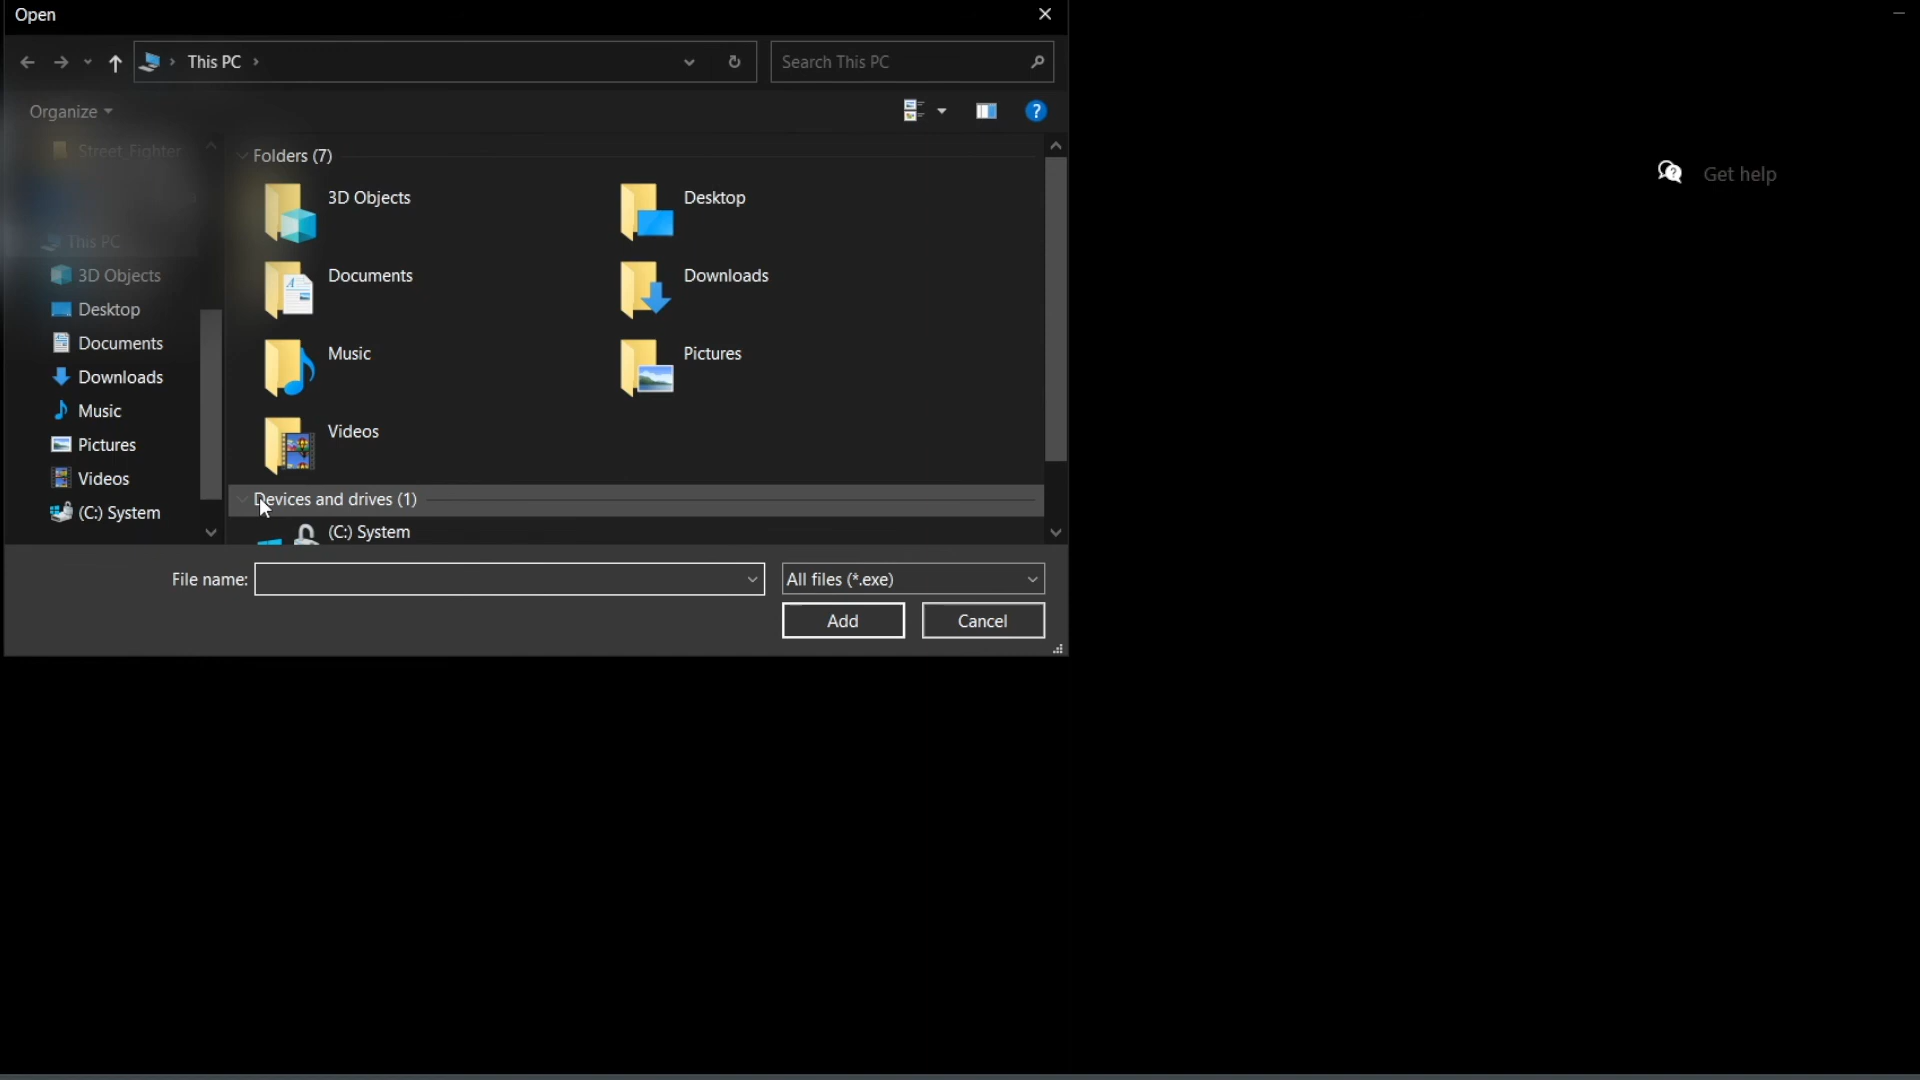 Open
This PC
Search This PC
Organize
Street_Fighter
This PC
3D Objects
Desktop
Documents
Downloads
Music
Pictures
Videos
(C:) System
Folders (7)
3D Objects
Desktop
Documents
Downloads
Music
Pictures
Videos
Devices and drives (1)
(C:) System
File name:
All files (*.exe)
Add
Cancel
Get help